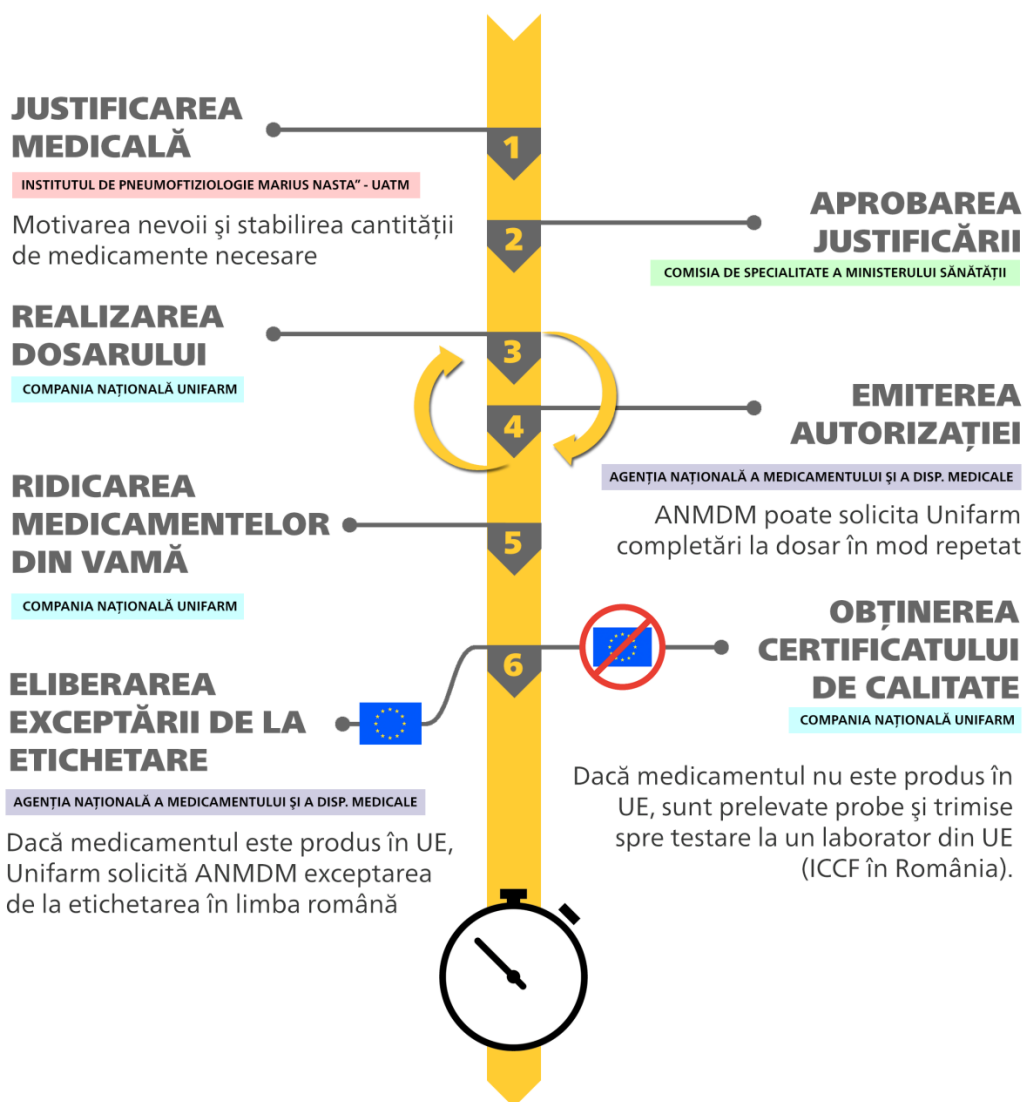 JUSTIFICAREA
MEDICALĂ
INSTITUTUL DE PNEUMOFTIZIOLOGIE MARIUS NASTA” - UATM
Motivarea nevoii şi stabilirea cantităţii
de medicamente necesare
1
2
APROBAREA
JUSTIFICĂRII
COMISIA DE SPECIALITATE A MINISTERULUI SĂNĂTĂŢII
REALIZAREA
DOSARULUI
COMPANIA NAŢIONALĂ UNIFARM
3
4
EMITEREA
AUTORIZAŢIEI
AGENŢIA NAŢIONALĂ A MEDICAMENTULUI ŞI A DISP. MEDICALE
ANMDM poate solicita Unifarm
completări la dosar în mod repetat
RIDICAREA
MEDICAMENTELOR
DIN VAMĂ
COMPANIA NAŢIONALĂ UNIFARM
5
6
ELIBERAREA
EXCEPTĂRII DE LA
ETICHETARE
AGENŢIA NAŢIONALĂ A MEDICAMENTULUI ŞI A DISP. MEDICALE
Dacă medicamentul este produs în UE,
Unifarm solicită ANMDM exceptarea
de la etichetarea în limba română
OBŢINEREA
CERTIFICATULUI
DE CALITATE
COMPANIA NAŢIONALĂ UNIFARM
Dacă medicamentul nu este produs în
UE, sunt prelevate probe şi trimise
spre testare la un laborator din UE
(ICCF în România).